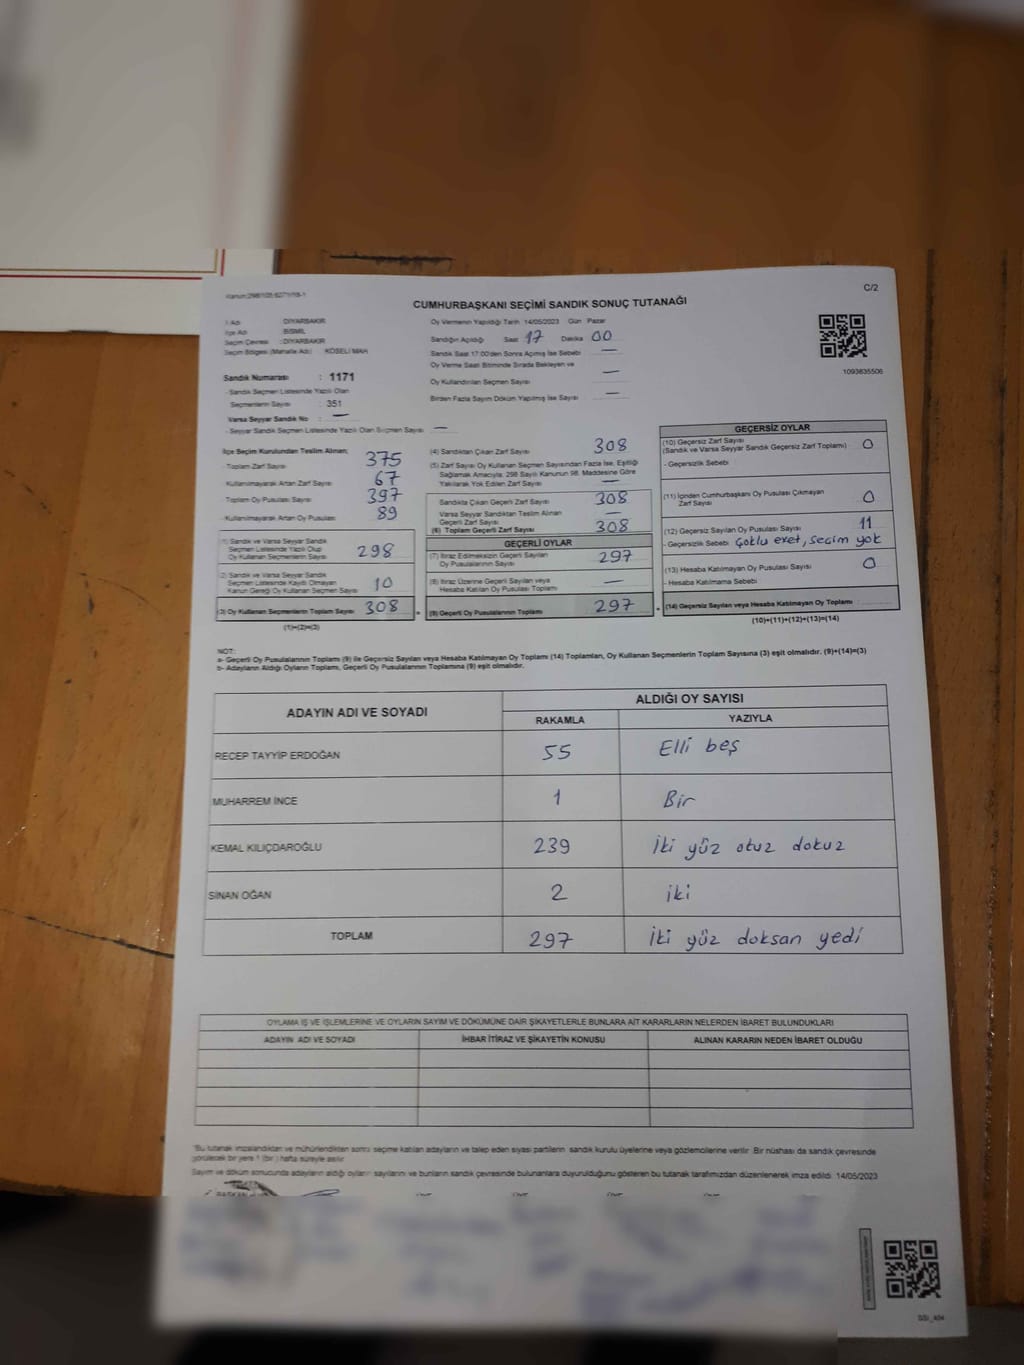 C/2
CUMHURBAŞKANI SEÇİMİ SANDIK SONUÇ TUTANAĞI
İl Adı : DİYARBAKIR
İlçe Adı : BİSMİL
Seçim Çevresi : DİYARBAKIR
Seçim Bölgesi (Mahalle Adı) : KÖSELİ MAH
Sandık Numarası : 1171
- Sandık Seçmen Listesinde Yazılı Olan
Seçmenlerin Sayısı : 351
Varsa Seyyar Sandık No : —
- Seyyar Sandık Seçmen Listesinde Yazılı Olan Seçmen Sayısı : —
Oy Vermenin Yapıldığı Tarih 14/05/2023 Gün Pazar
Sandığın Açıldığı Saat 17 Dakika 00
Sandık Saat 17:00'den Sonra Açılmış İse Sebebi —
Oy Verme Saati Bitiminde Sırada Bekleyen ve
Oy Kullandırılan Seçmen Sayısı —
Birden Fazla Sayım Döküm Yapılmış İse Sayısı —
1093835506
İlçe Seçim Kurulundan Teslim Alınan;
- Toplam Zarf Sayısı 375
Kullanılmayarak Artan Zarf Sayısı 67
Toplam Oy Pusulası Sayısı 397
- Kullanılmayarak Artan Oy Pusulası 89
(1) Sandık ve Varsa Seyyar Sandık
Seçmen Listesinde Yazılı Olup
Oy Kullanan Seçmenlerin Sayısı 298
(2) Sandık ve Varsa Seyyar Sandık
Seçmen Listesinde Kayıtlı Olmayan
Kanun Gereği Oy Kullanan Seçmen Sayısı 10
(3) Oy Kullanan Seçmenlerin Toplam Sayısı 308
(1)+(2)=(3)
(4) Sandıktan Çıkan Zarf Sayısı 308
(5) Zarf Sayısı Oy Kullanan Seçmen Sayısından Fazla İse, Eşitliği
Sağlamak Amacıyla; 298 Sayılı Kanunun 98. Maddesine Göre
Yakılarak Yok Edilen Zarf Sayısı —
Sandıkta Çıkan Geçerli Zarf Sayısı 308
Varsa Seyyar Sandıktan Teslim Alınan
Geçerli Zarf Sayısı —
(6) Toplam Geçerli Zarf Sayısı 308
GEÇERLİ OYLAR
(7) İtiraz Edilmeksizin Geçerli Sayılan
Oy Pusulasının Sayısı 297
(8) İtiraz Üzerine Geçerli Sayılan veya
Hesaba Katılan Oy Pusulası Toplamı —
(9) Geçerli Oy Pusulalarının Toplamı 297
GEÇERSİZ OYLAR
(10) Geçersiz Zarf Sayısı
(Sandık ve Varsa Seyyar Sandık Geçersiz Zarf Toplamı) 0
- Geçersizlik Sebebi
(11) İçinden Cumhurbaşkanı Oy Pusulası Çıkmayan
Zarf Sayısı 0
(12) Geçersiz Sayılan Oy Pusulası Sayısı 11
- Geçersizlik Sebebi Çoklu evet, seçim yok
(13) Hesaba Katılmayan Oy Pusulası Sayısı 0
- Hesaba Katılmama Sebebi
(14) Geçersiz Sayılan veya Hesaba Katılmayan Oy Toplamı :
(10)+(11)+(12)+(13)=(14)
NOT:
a- Geçerli Oy Pusulalarının Toplamı (9) ile Geçersiz Sayılan veya Hesaba Katılmayan Oy Toplamı (14) Toplamları, Oy Kullanan Seçmenlerin Toplam Sayısına (3) eşit olmalıdır. (9)+(14)=(3)
b- Adayların Aldığı Oyların Toplamı, Geçerli Oy Pusulalarının Toplamına (9) eşit olmalıdır.
ADAYIN ADI VE SOYADI ALDIĞI OY SAYISI
RAKAMLA YAZIYLA
RECEP TAYYİP ERDOĞAN 55 Elli beş
MUHARREM İNCE 1 Bir
KEMAL KILIÇDAROĞLU 239 İki yüz otuz dokuz
SİNAN OĞAN 2 iki
TOPLAM 297 İki yüz doksan yedi
OYLAMA İŞ VE İŞLEMLERİNE VE OYLARIN SAYIM VE DÖKÜMÜNE DAİR ŞİKAYETLERLE BUNLARA AİT KARARLARIN NELERDEN İBARET BULUNDUKLARI
ADAYIN ADI VE SOYADI İHBAR İTİRAZ VE ŞİKAYETİN KONUSU ALINAN KARARIN NEDEN İBARET OLDUĞU
*Bu tutanak imzalandıktan ve mühürlendikten sonra seçime katılan adayların ve talep eden siyasi partilerin sandık kurulu üyelerine veya gözlemcilerine verilir. Bir nüshası da sandık çevresinde
görülecek bir yere 1 (bir) hafta süreyle asılır.
Sayım ve döküm sonucunda adayların aldığı oyların sayılarını ve bunların sandık çevresinde bulunanlara duyurulduğunu gösteren bu tutanak tarafımızdan düzenlenerek imza edildi. 14/05/2023